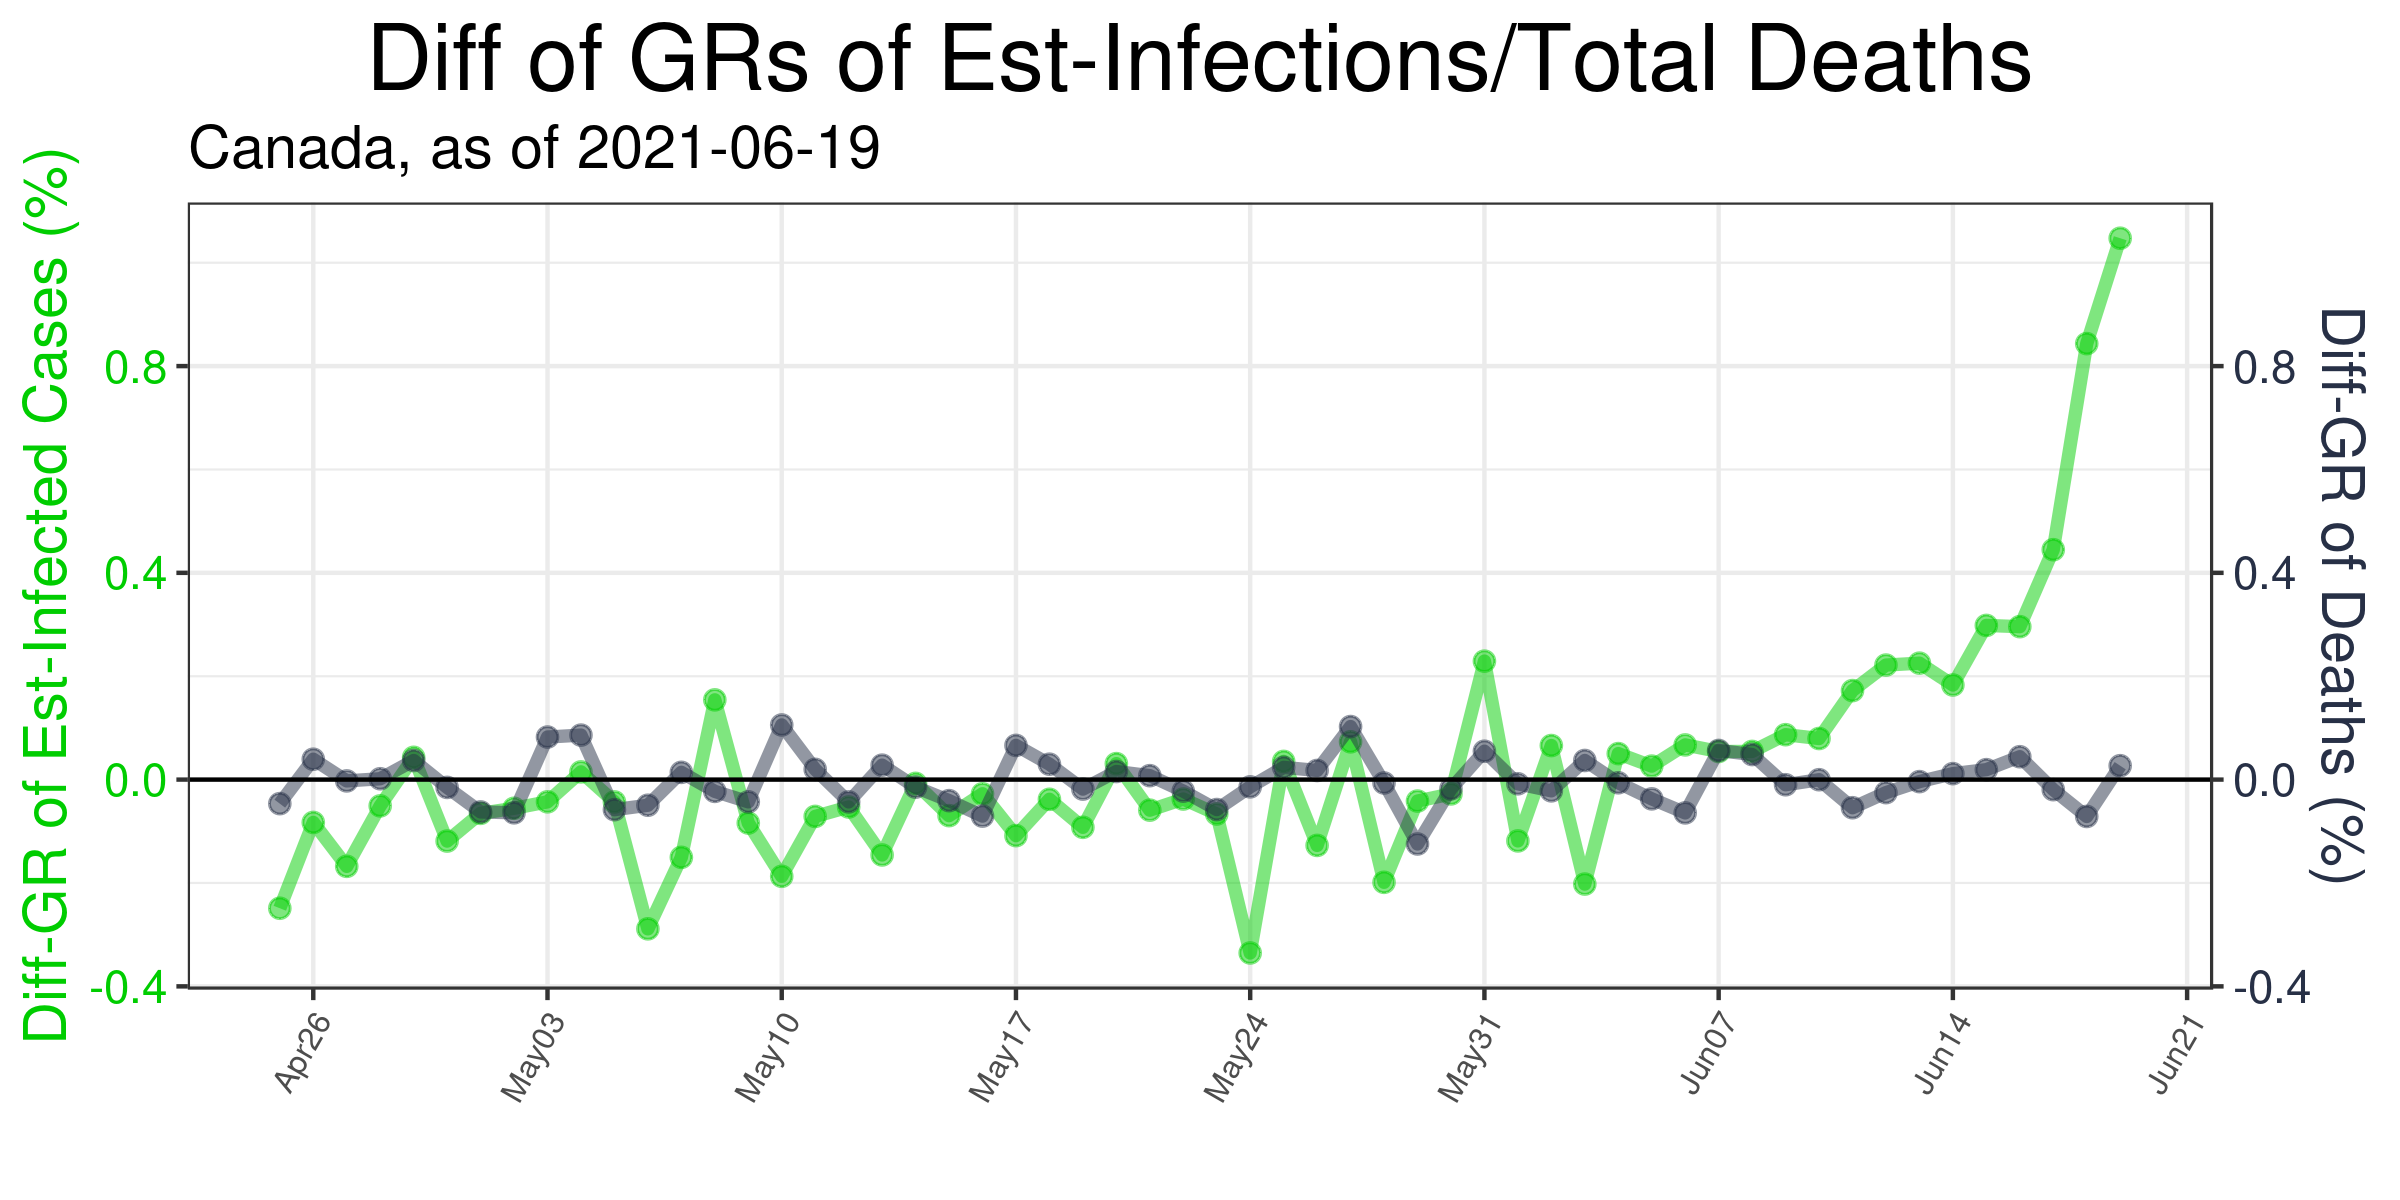 Diff of GRs of Est-Infections/Total Deaths
Canada, as of 2021-06-19
Diff-GR of Est-Infected Cases (%)
0.8
0.4
0.0
-0.4
0.8
0.4
0.0
-0.4
Diff-GR of Deaths (%)
Apr26
May03
May10
May17
May24
May31
Jun07
Jun14
Jun21